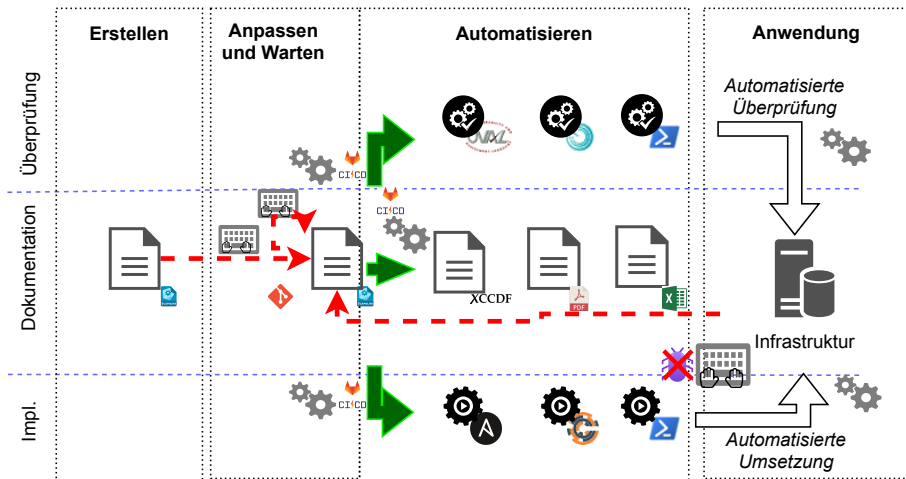 Erstellen
Anpassen
und Warten
Automatisieren
Anwendung
Überprüfung
Automatisierte
Überprüfung
CI
CD
Dokumentation
CI
CD
XCCDF
PDF
X
Infrastruktur
Impl.
CI
CD
A
Automatisierte
Umsetzung